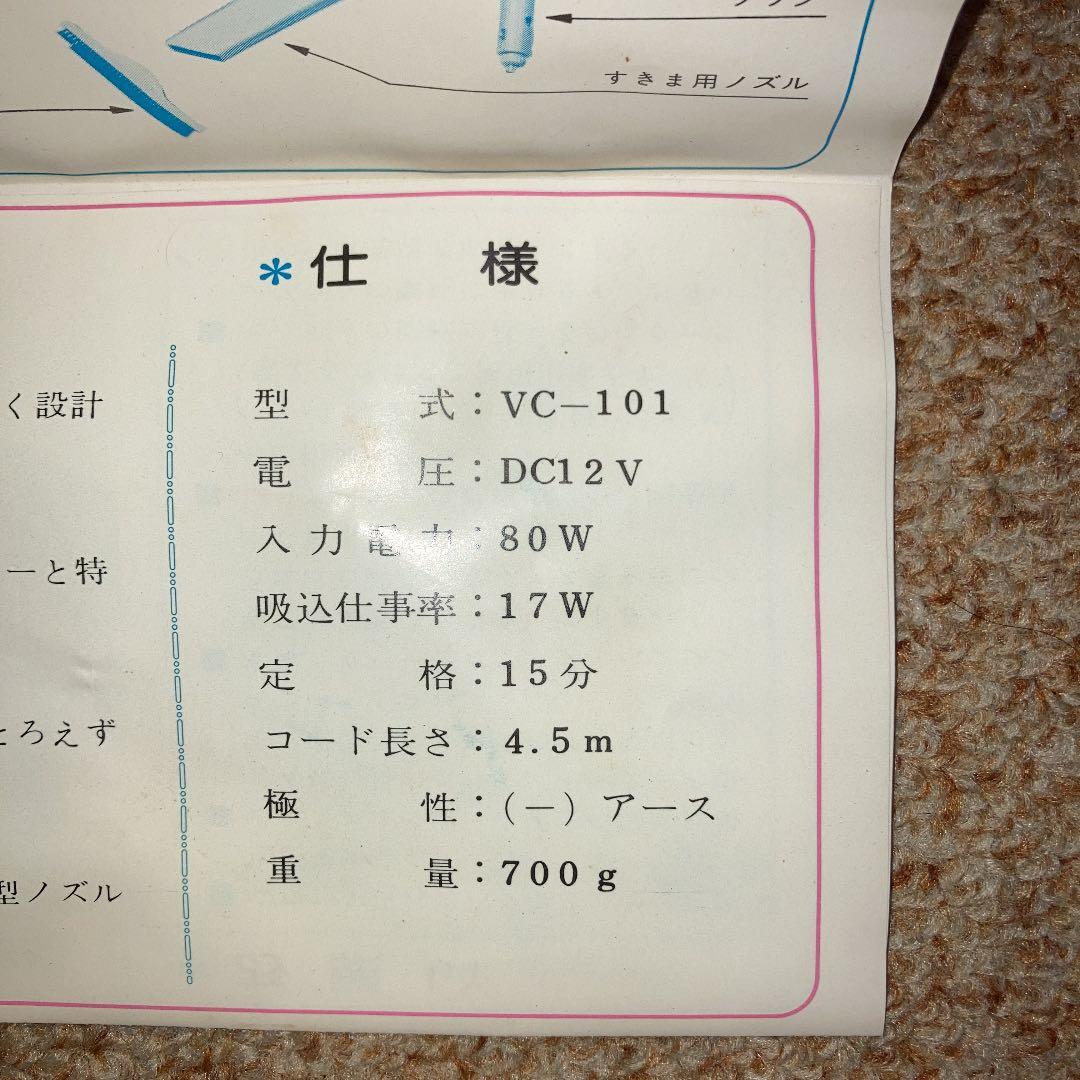 すきま用ノズル
く設計
ーと特
ろえず
型ノズル
*仕 様
型 式：VC－101
電 圧：DC12V
入力電力：80W
吸込仕事率：17W
定 格：15分
コード長さ：4.5m
極 性：(－) アース
重 量：700g